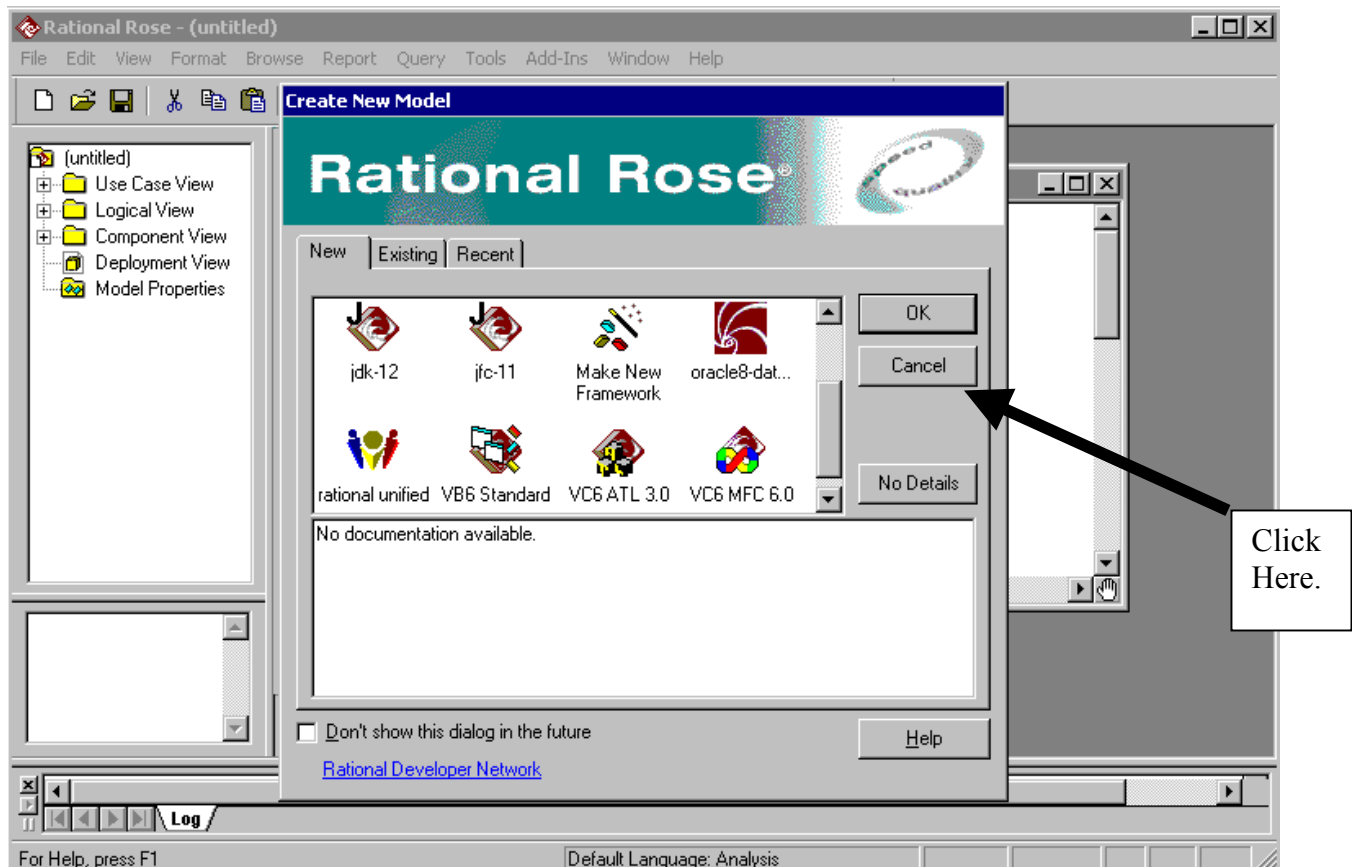 Rational Rose - (untitled)
File Edit View Format Browse Report Query Tools Add-Ins Window Help
Create New Model
Rational Rose®
speed
quality
(untitled)
Use Case View
Logical View
Component View
Deployment View
Model Properties
New Existing Recent
jdk-12 jfc-11 Make New Framework oracle8-dat...
rational unified VB6 Standard VC6 ATL 3.0 VC6 MFC 6.0
OK
Cancel
No Details
No documentation available.
Click
Here.
Don't show this dialog in the future
Help
Rational Developer Network
Log
For Help, press F1
Default Language: Analysis